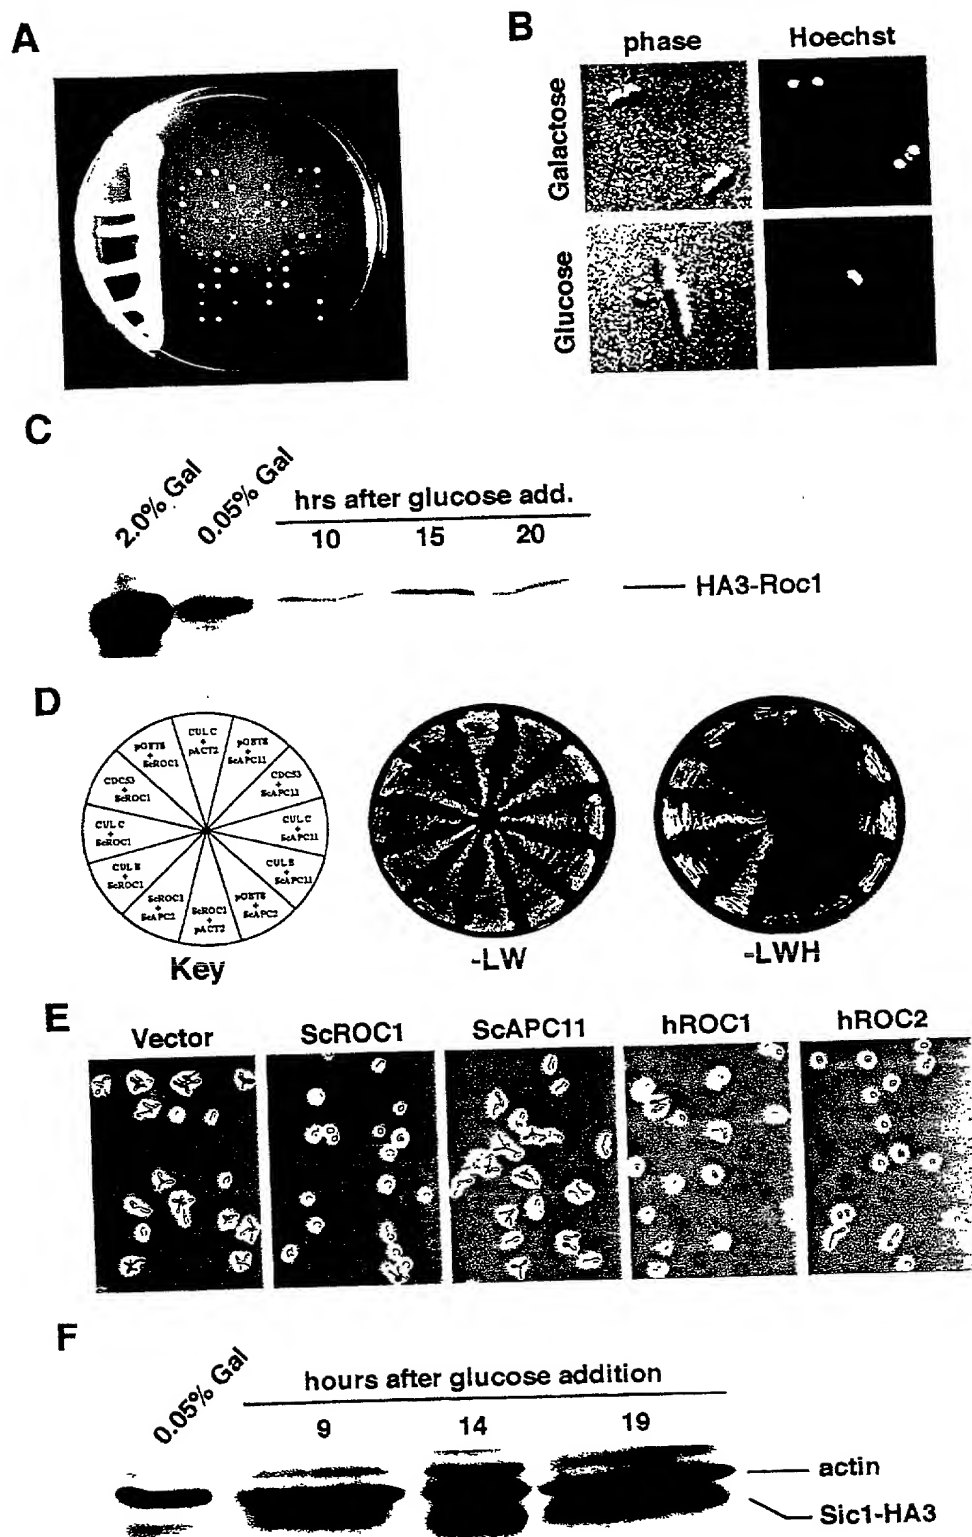 A
B
phase
Hoechst
Galactose
Glucose
C
2.0% Gal
0.05% Gal
hrs after glucose add.
10
15
20
HA3-Roc1
D
CUL C
+
pACT2
pGBT8
+
ScAPC11
CDC53
+
ScAPC11
CUL C
+
ScAPC11
CUL B
+
ScAPC11
pGBT8
+
ScAPC2
ScROC1
+
pACT2
ScROC1
+
ScAPC2
CUL B
+
ScROC1
CUL C
+
ScROC1
CDC53
+
ScROC1
pGBT8
+
ScROC1
Key
-LW
-LWH
E
Vector
ScROC1
ScAPC11
hROC1
hROC2
F
0.05% Gal
hours after glucose addition
9
14
19
actin
Sic1-HA3